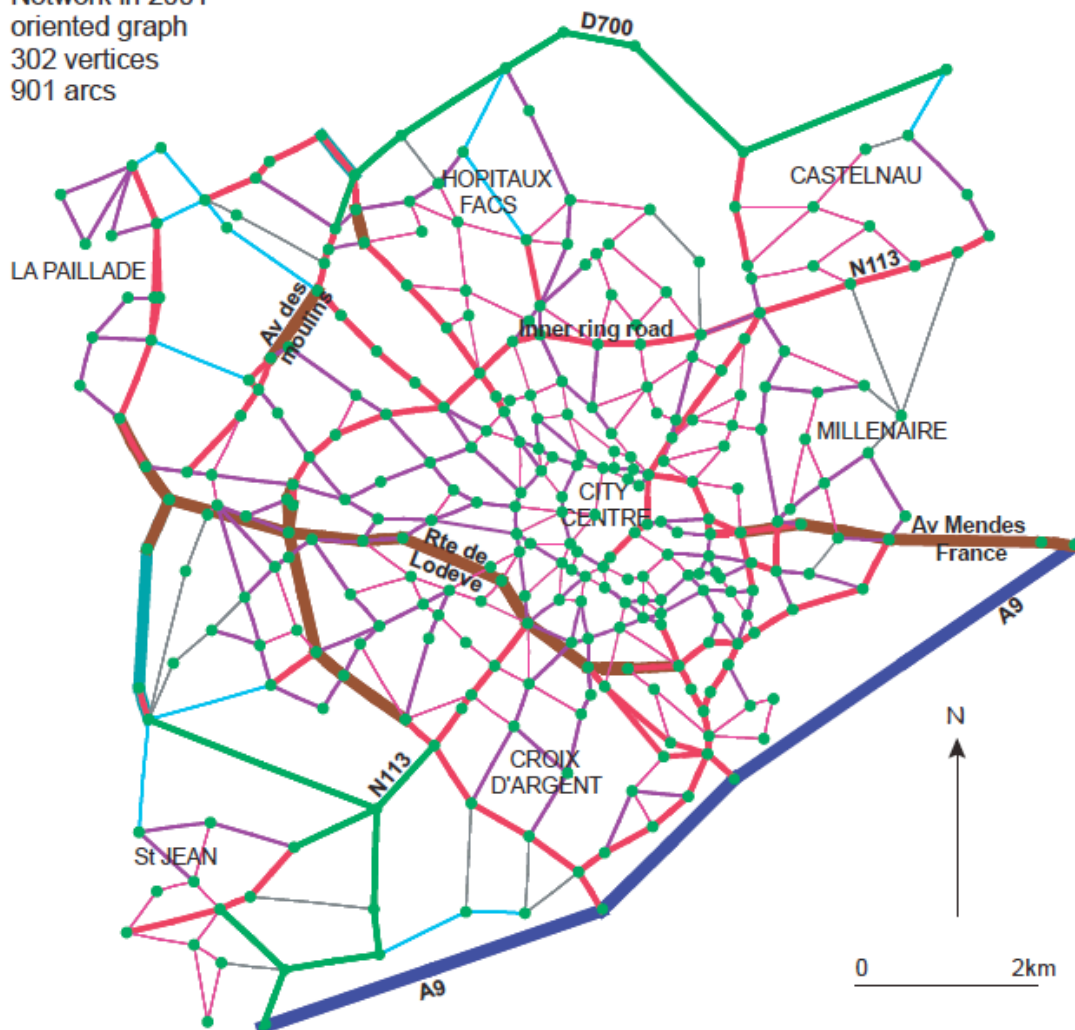 oriented graph
302 vertices
901 arcs
D700
HOPITAUX
FACS
CASTELNAU
LA PAILLADE
N113
Av des
moulins
Inner ring road
MILLENAIRE
CITY
CENTRE
Av Mendes
France
Rte de
Lodeve
A9
N
CROIX
D'ARGENT
N113
St JEAN
0 2km
A9